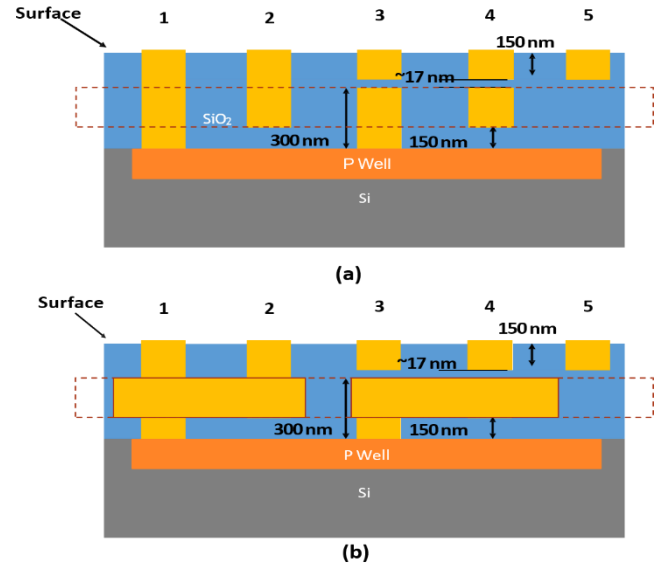 1 2 3 4 5
Surface
150 nm
~17 nm
SiO₂
300 nm 150 nm
P Well
Si
(a)
Surface
1 2 3 4 5
150 nm
~17 nm
300 nm 150 nm
P Well
Si
(b)